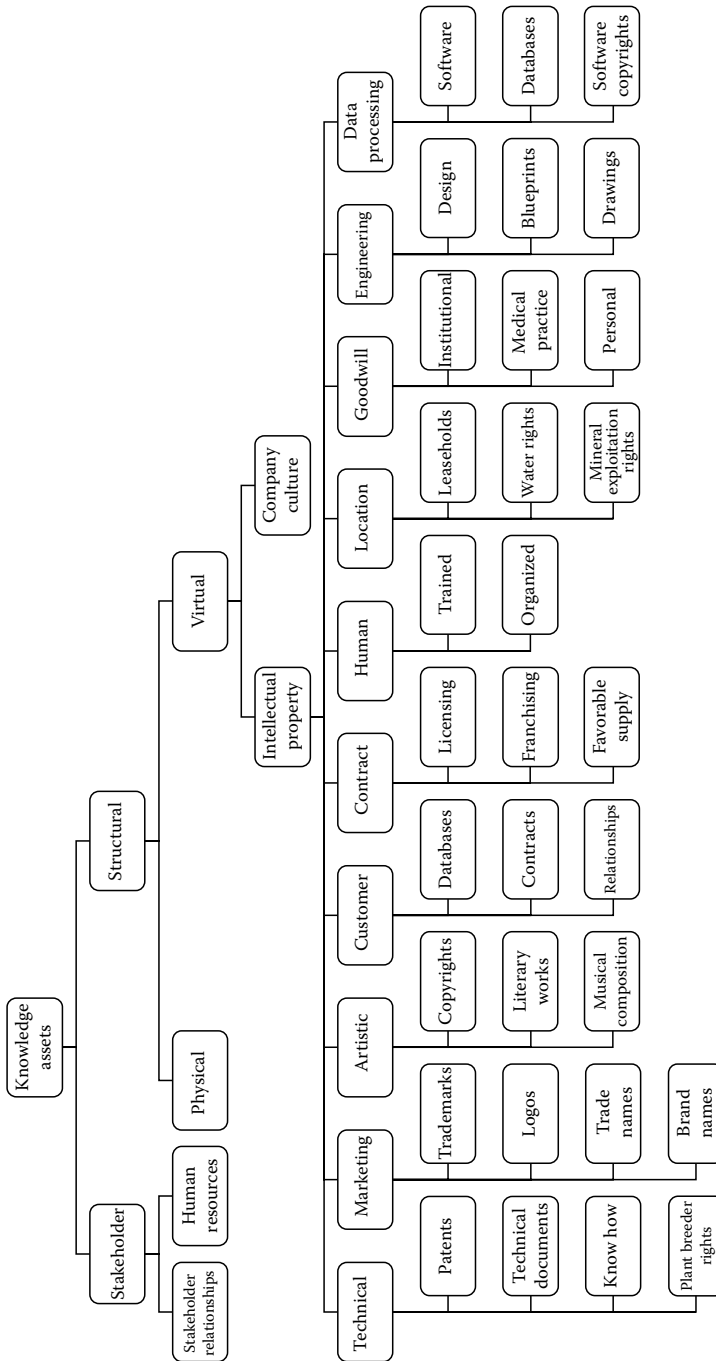 Knowledge
assets
Stakeholder
Structural
Stakeholder
relationships
Human
resources
Physical
Virtual
Intellectual
property
Company
culture
Technical
Marketing
Artistic
Customer
Contract
Human
Location
Goodwill
Engineering
Data
processing
Patents
Trademarks
Copyrights
Databases
Licensing
Trained
Leaseholds
Institutional
Design
Software
Technical
documents
Logos
Literary
works
Contracts
Franchising
Organized
Water rights
Medical
practice
Blueprints
Databases
Know how
Trade
names
Musical
composition
Relationships
Favorable
supply
Mineral
exploitation
rights
Personal
Drawings
Software
copyrights
Plant breeder
rights
Brand
names